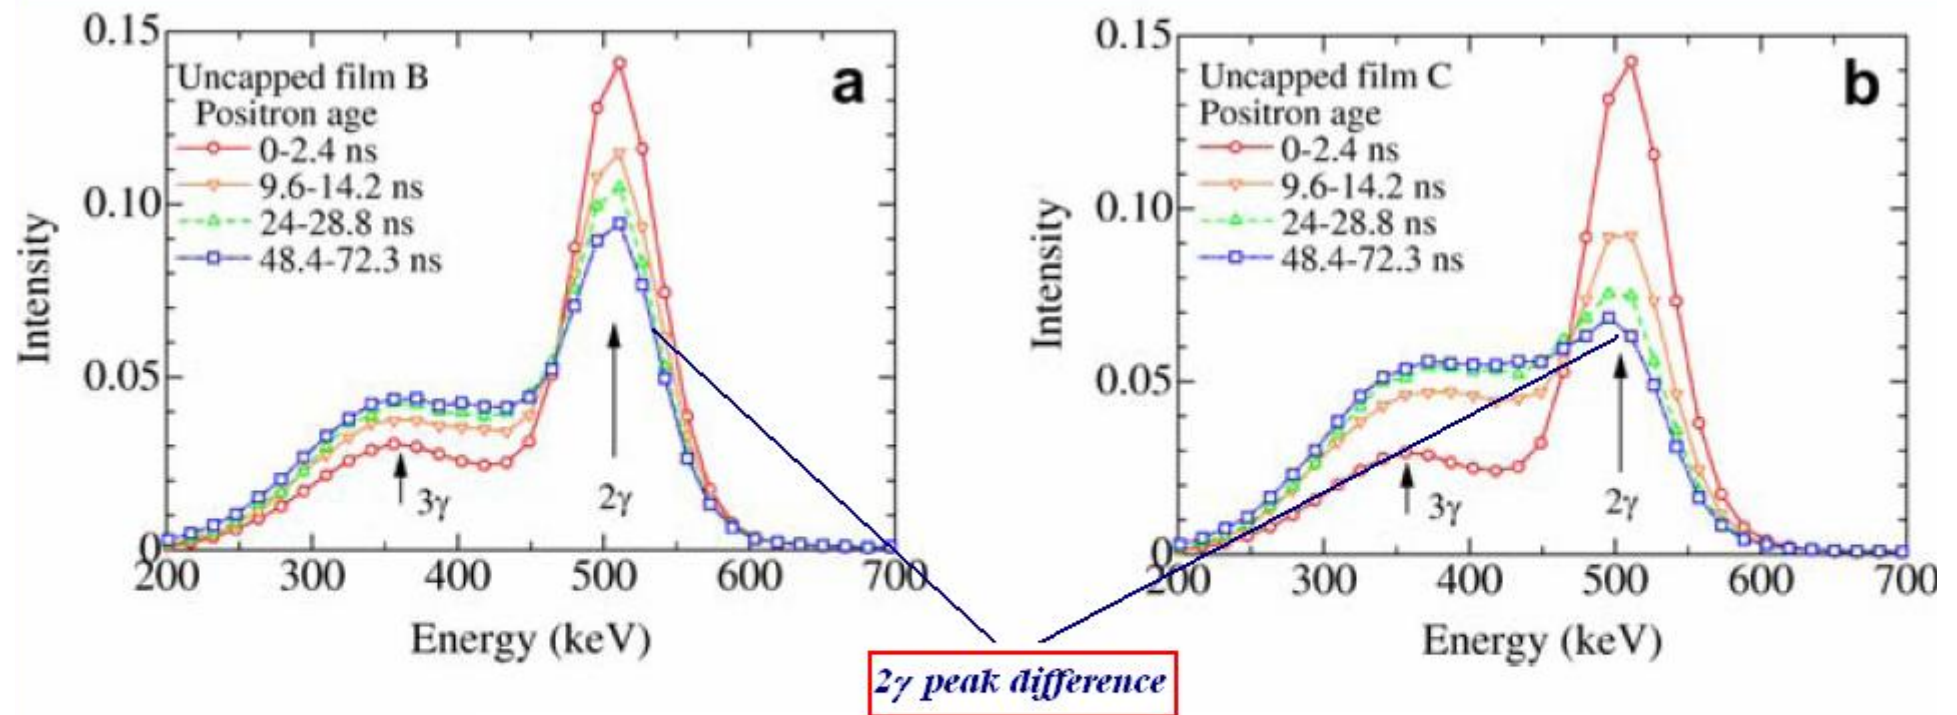 0.15
0.10
0.05
0
Intensity
Uncapped film B
Positron age
0-2.4 ns
9.6-14.2 ns
24-28.8 ns
48.4-72.3 ns
a
3γ
2γ
200 300 400 500 600 700
Energy (keV)
0.15
0.10
0.05
0
Intensity
Uncapped film C
Positron age
0-2.4 ns
9.6-14.2 ns
24-28.8 ns
48.4-72.3 ns
b
3γ
2γ
200 300 400 500 600 700
Energy (keV)
2γ peak difference